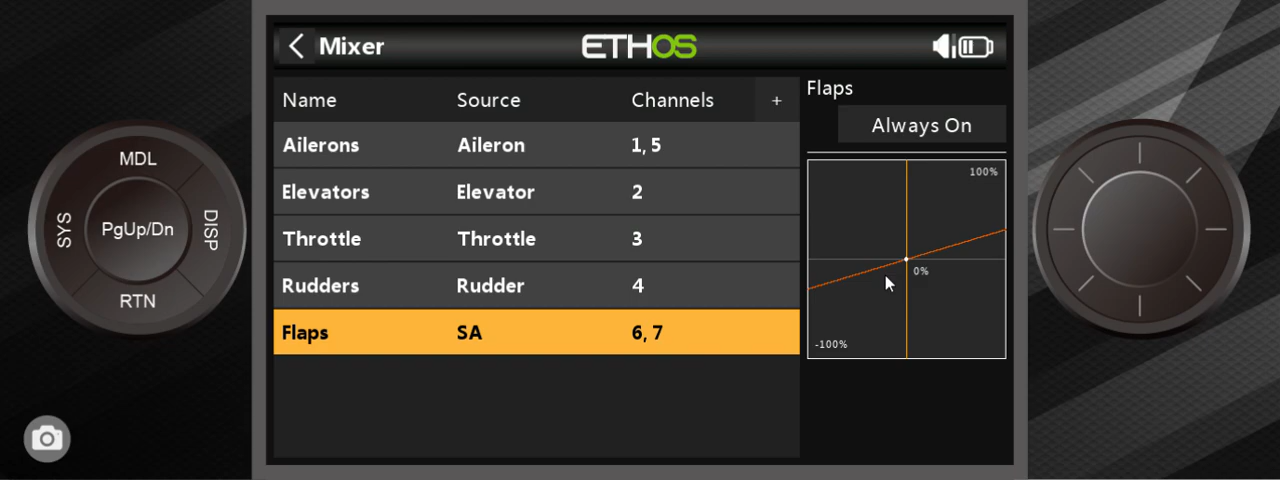 Mixer
ETHOS
Name Source Channels +
Ailerons Aileron 1, 5
Elevators Elevator 2
Throttle Throttle 3
Rudders Rudder 4
Flaps SA 6, 7
Flaps
Always On
100%
0%
-100%
MDL
SYS
PgUp/Dn
DISP
RTN